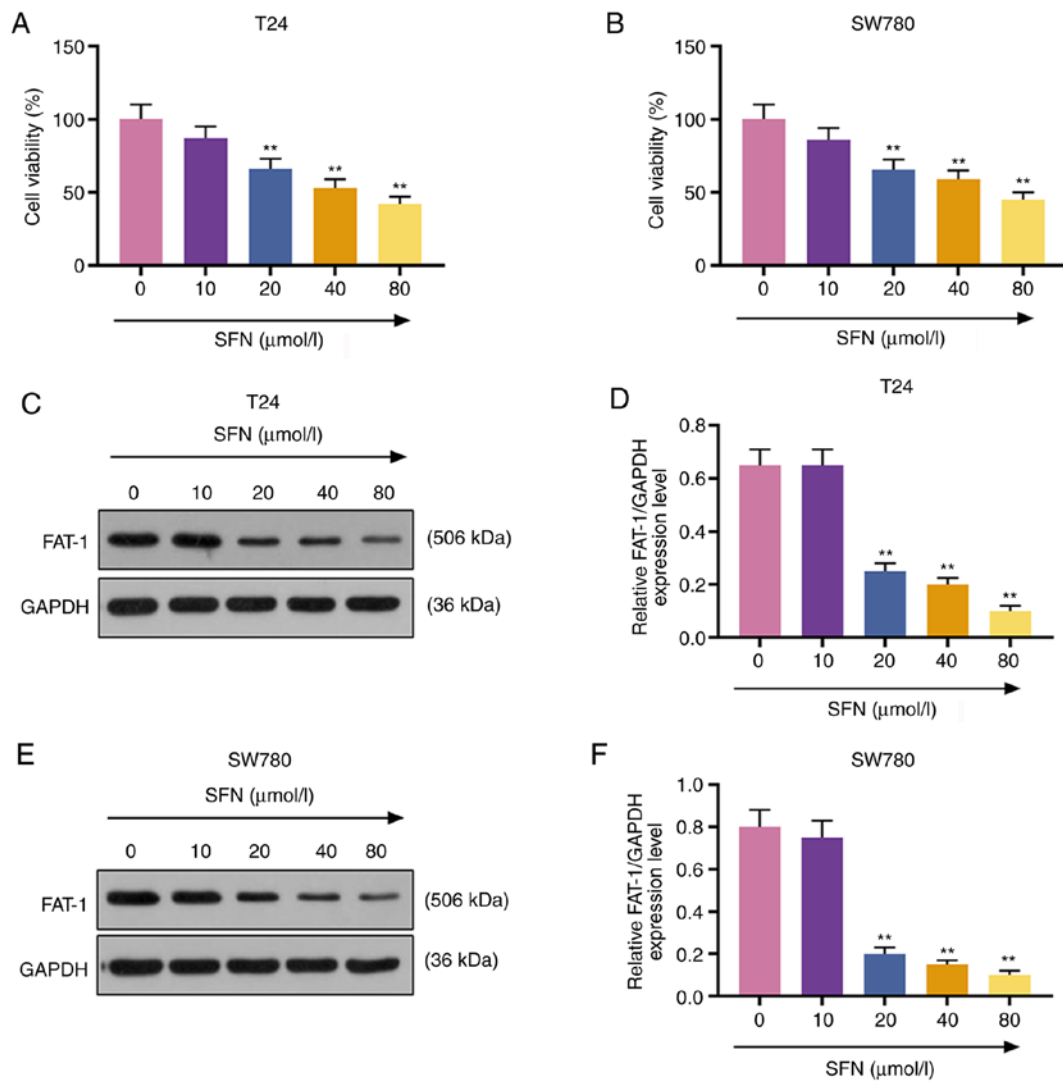 A
T24
Cell viability (%)
150
100
50
0
**
**
**
0 10 20 40 80
SFN (μmol/l)
B
SW780
Cell viability (%)
150
100
50
0
**
**
**
0 10 20 40 80
SFN (μmol/l)
C
T24
SFN (μmol/l)
0 10 20 40 80
FAT-1 (506 kDa)
GAPDH (36 kDa)
D
T24
Relative FAT-1/GAPDH
expression level
0.8
0.6
0.4
0.2
0.0
**
**
**
0 10 20 40 80
SFN (μmol/l)
E
SW780
SFN (μmol/l)
0 10 20 40 80
FAT-1 (506 kDa)
GAPDH (36 kDa)
F
SW780
Relative FAT-1/GAPDH
expression level
1.0
0.8
0.6
0.4
0.2
0.0
**
**
**
0 10 20 40 80
SFN (μmol/l)